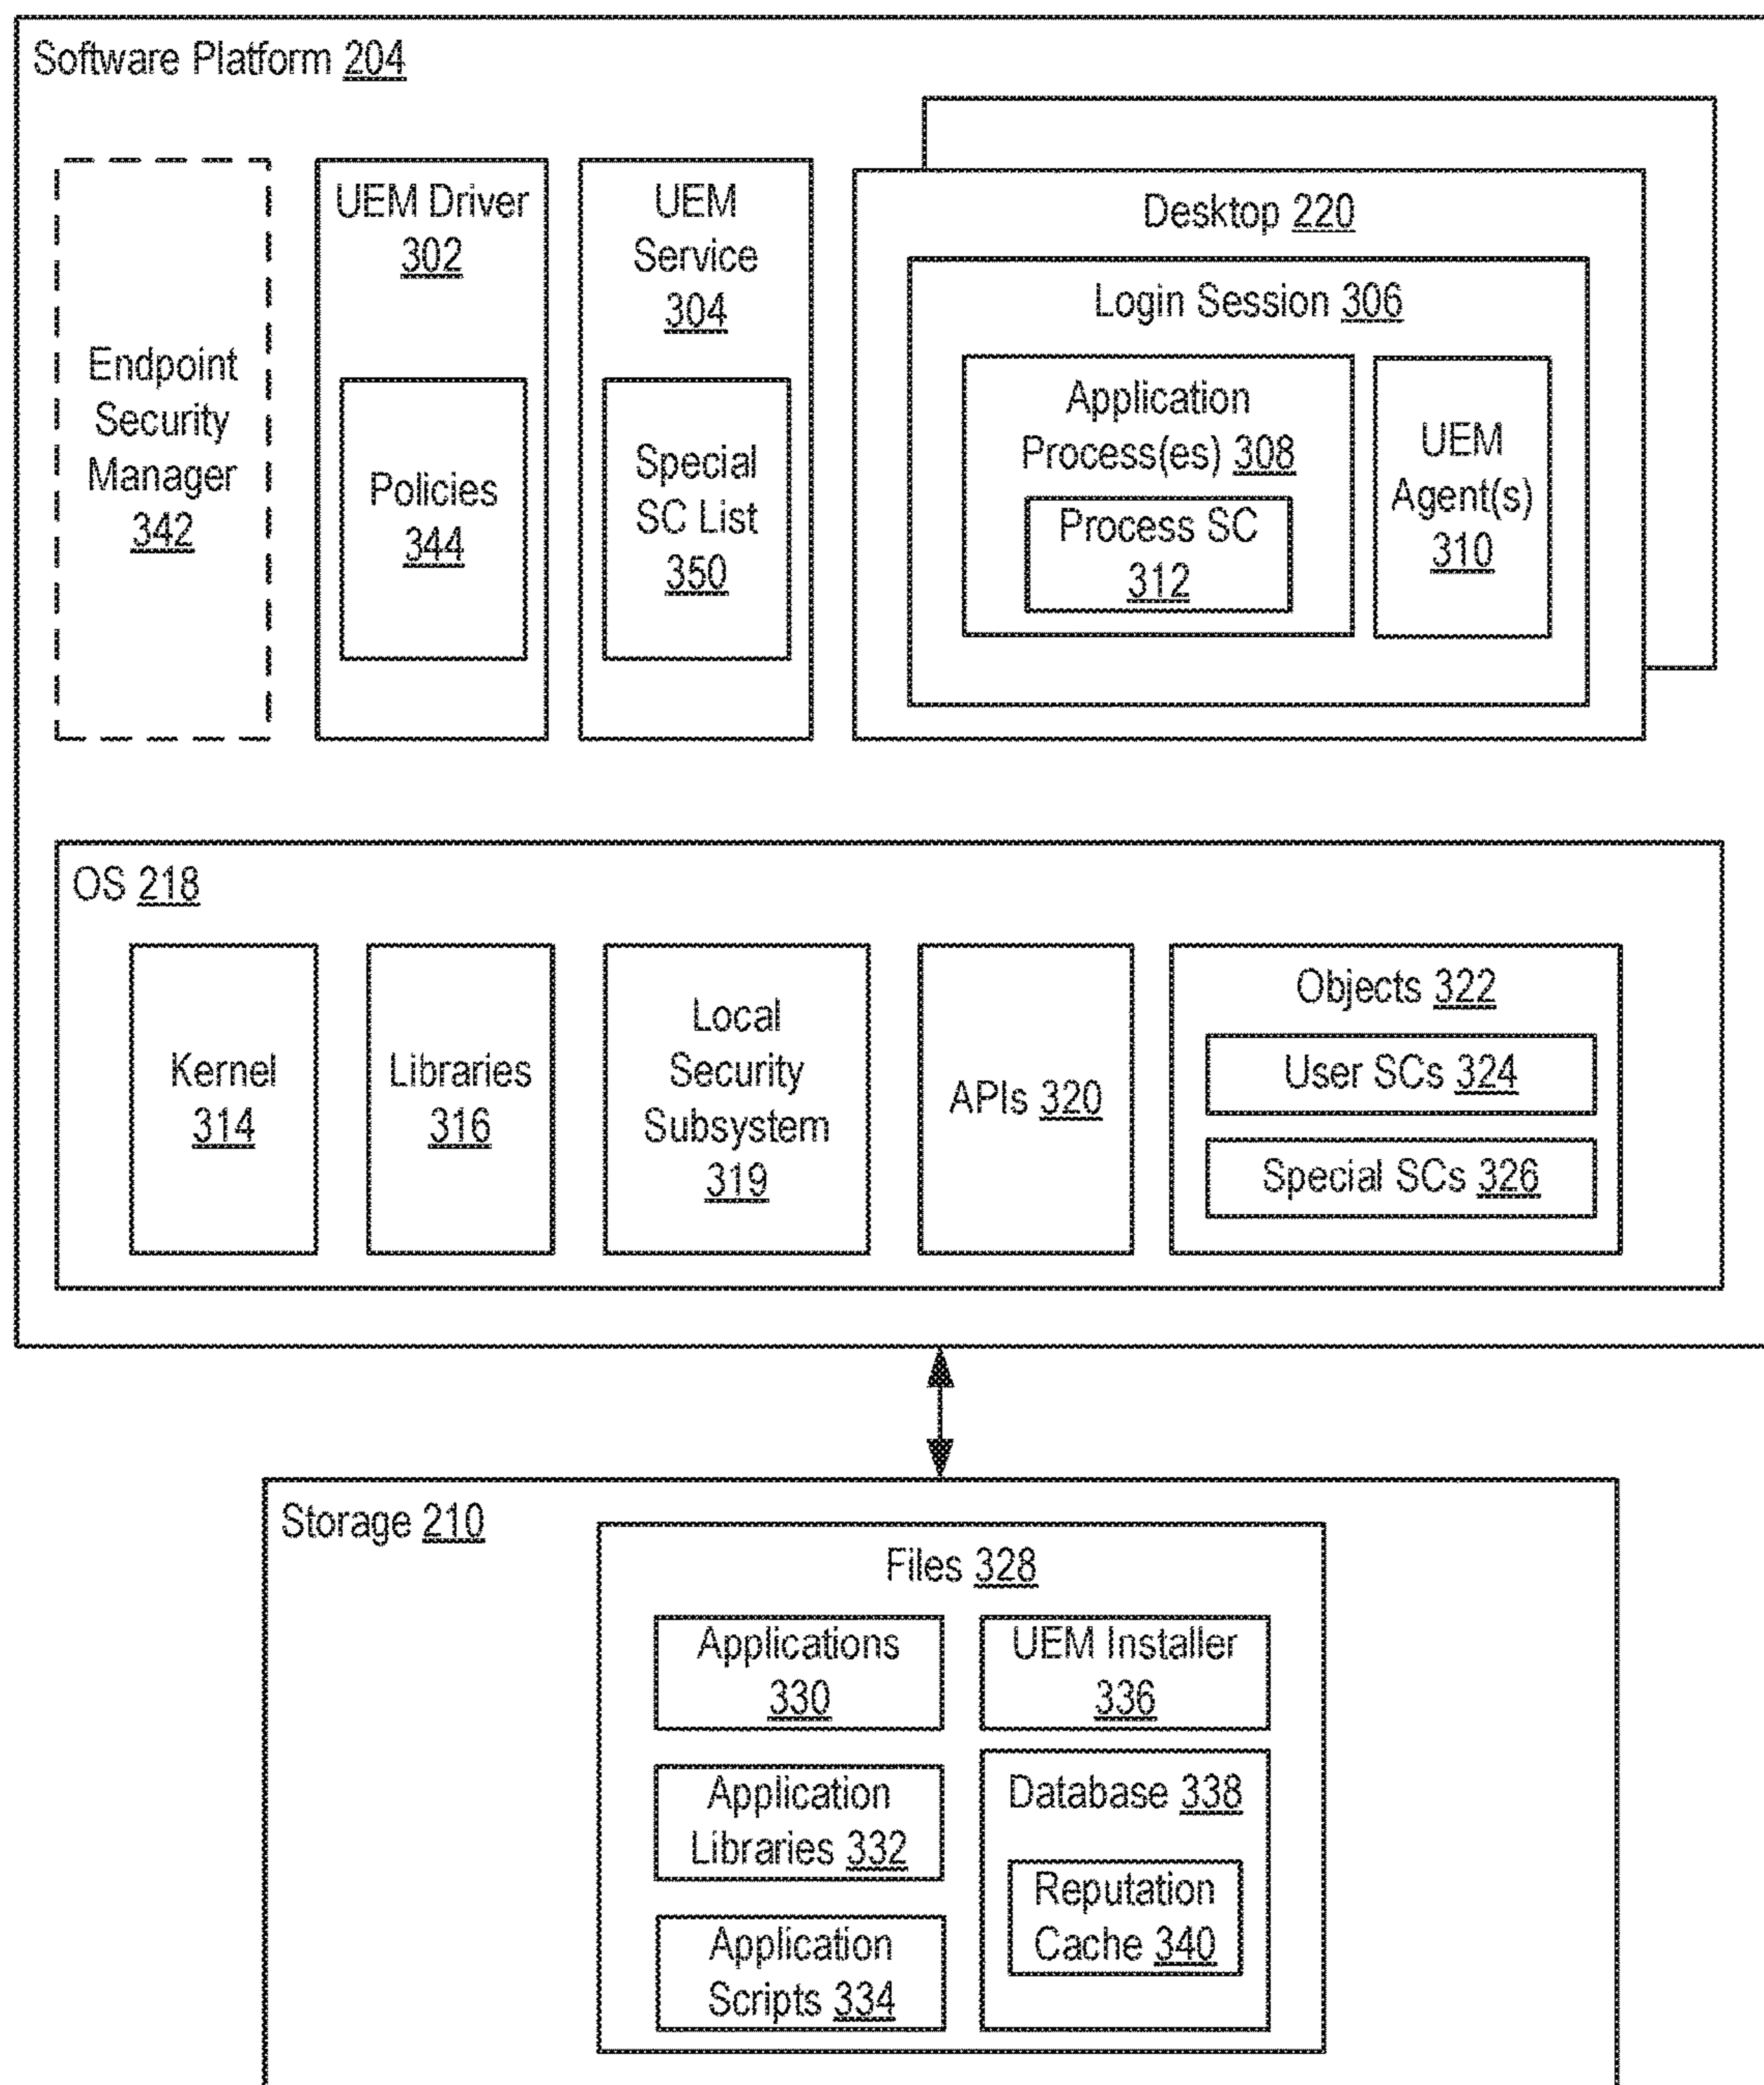 Software Platform 204
Endpoint
Security
Manager
342
UEM Driver
302
Policies
344
UEM
Service
304
Special
SC List
350
Desktop 220
Login Session 306
Application
Process(es) 308
Process SC
312
UEM
Agent(s)
310
OS 218
Kernel
314
Libraries
316
Local
Security
Subsystem
319
APIs 320
Objects 322
User SCs 324
Special SCs 326
Storage 210
Files 328
Applications
330
UEM Installer
336
Application
Libraries 332
Database 338
Reputation
Cache 340
Application
Scripts 334